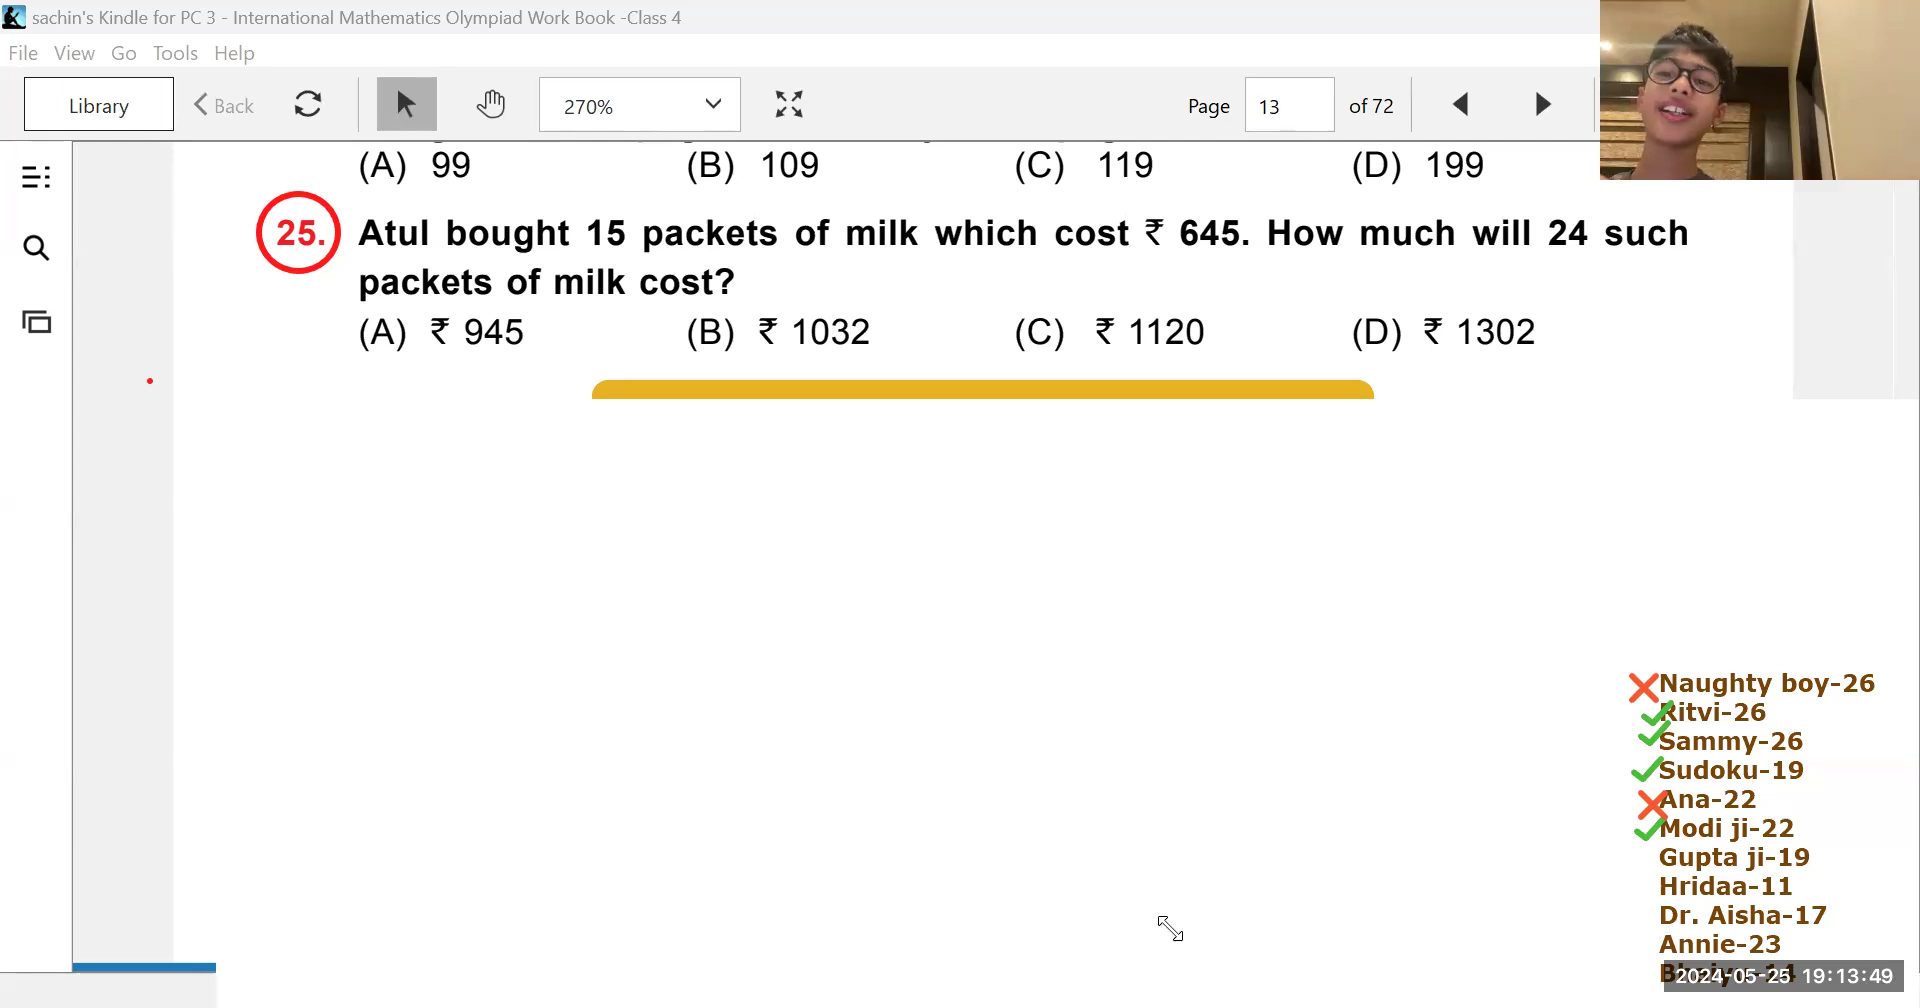 sachin's Kindle for PC 3 - International Mathematics Olympiad Work Book -Class 4
File View Go Tools Help
Library Back 270% Page 13 of 72
(A) 99 (B) 109 (C) 119 (D) 199
25. Atul bought 15 packets of milk which cost ₹ 645. How much will 24 such
packets of milk cost?
(A) ₹ 945 (B) ₹ 1032 (C) ₹ 1120 (D) ₹ 1302
Naughty boy-26
Ritvi-26
Sammy-26
Sudoku-19
Ana-22
Modi ji-22
Gupta ji-19
Hridaa-11
Dr. Aisha-17
Annie-23
2024-05-25 19:13:49